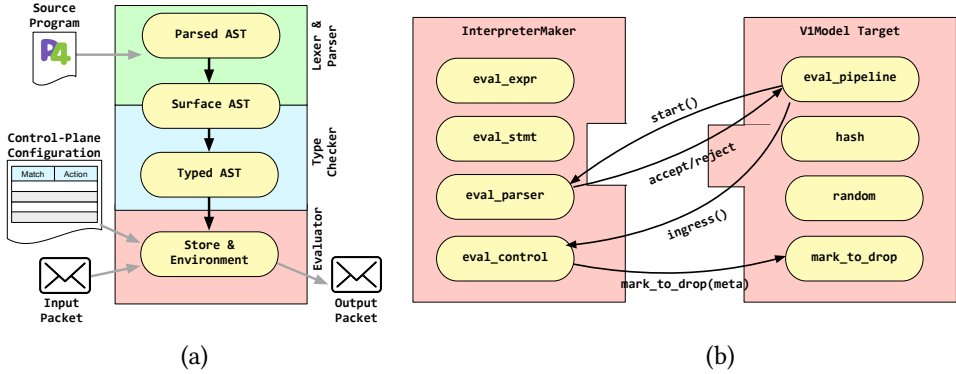 Source
Program
P4
Parsed AST
Lexer &
Parser
Surface AST
Control-Plane
Configuration
Match Action
Type
Checker
Typed AST
Store &
Environment
Evaluator
Input
Packet
Output
Packet
(a)
InterpreterMaker
V1Model Target
eval_expr
eval_pipeline
start()
eval_stmt
hash
accept/reject
eval_parser
random
ingress()
eval_control
mark_to_drop
mark_to_drop(meta)
(b)